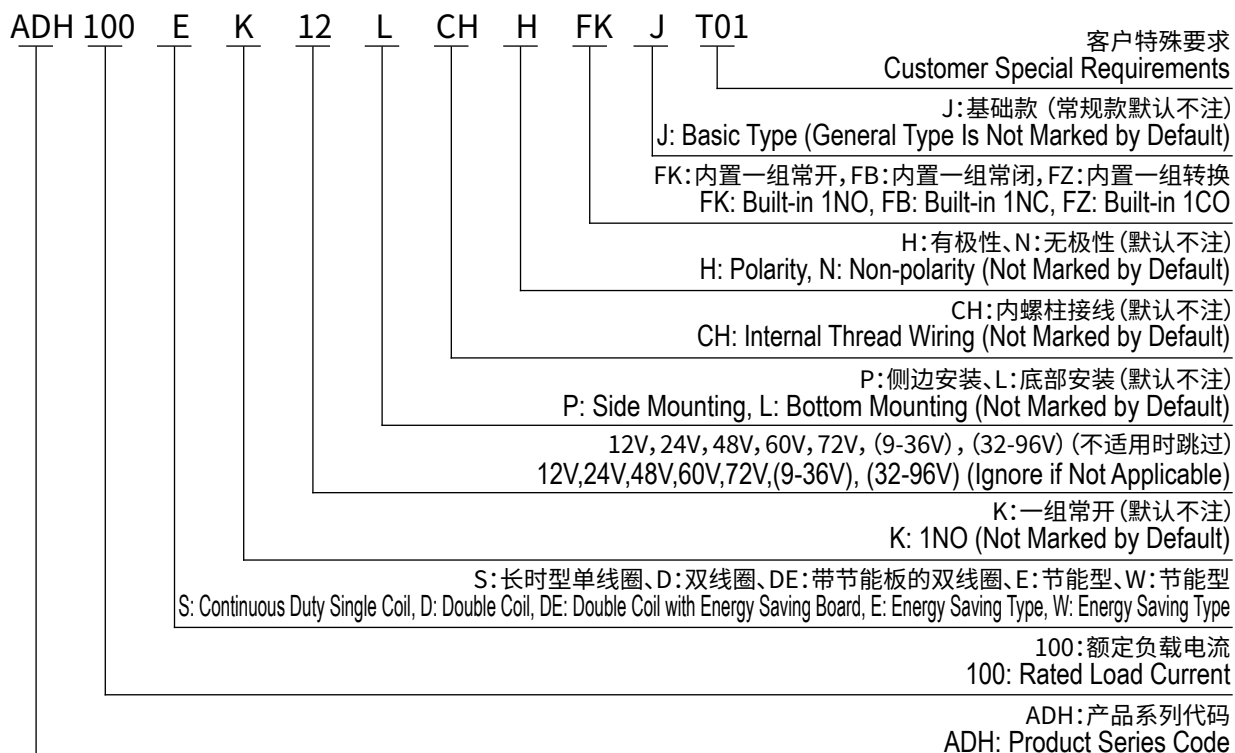 ADH 100 E K 12 L CH H FK J T01
客户特殊要求
Customer Special Requirements
J:基础款 (常规款默认不注)
J: Basic Type (General Type Is Not Marked by Default)
FK:内置一组常开,FB:内置一组常闭,FZ:内置一组转换
FK: Built-in 1NO, FB: Built-in 1NC, FZ: Built-in 1CO
H:有极性、N:无极性(默认不注)
H: Polarity, N: Non-polarity (Not Marked by Default)
CH:内螺柱接线(默认不注)
CH: Internal Thread Wiring (Not Marked by Default)
P:侧边安装、L:底部安装(默认不注)
P: Side Mounting, L: Bottom Mounting (Not Marked by Default)
12V,24V,48V,60V,72V,(9-36V),(32-96V)(不适用时跳过)
12V,24V,48V,60V,72V,(9-36V), (32-96V) (Ignore if Not Applicable)
K:一组常开(默认不注)
K: 1NO (Not Marked by Default)
S:长时型单线圈、D:双线圈、DE:带节能板的双线圈、E:节能型、W:节能型
S: Continuous Duty Single Coil, D: Double Coil, DE: Double Coil with Energy Saving Board, E: Energy Saving Type, W: Energy Saving Type
100:额定负载电流
100: Rated Load Current
ADH:产品系列代码
ADH: Product Series Code